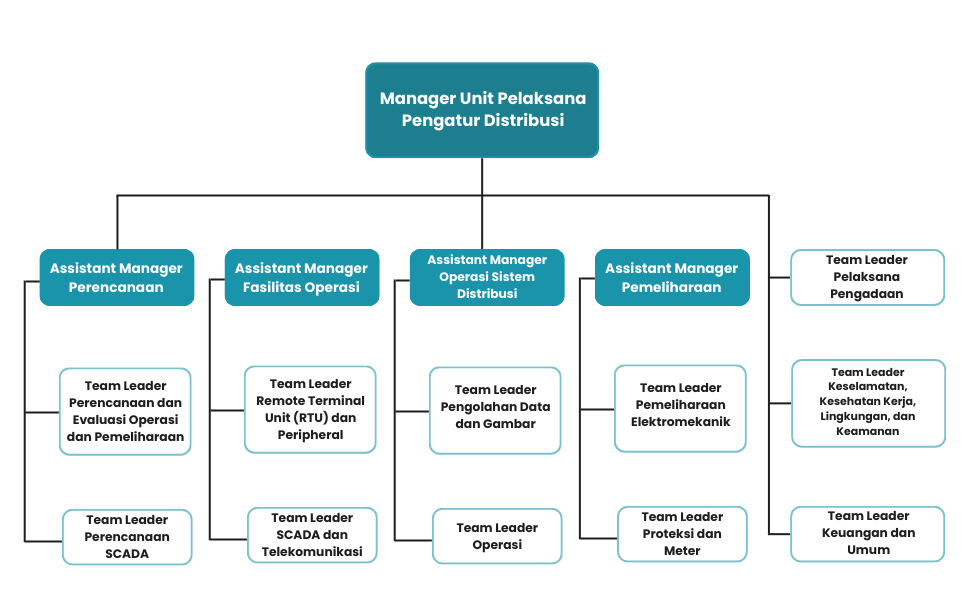 Manager Unit Pelaksana
Pengatur Distribusi
Assistant Manager
Perencanaan
Assistant Manager
Fasilitas Operasi
Assistant Manager
Operasi Sistem
Distribusi
Assistant Manager
Pemeliharaan
Team Leader
Pelaksana
Pengadaan
Team Leader
Perencanaan dan
Evaluasi Operasi
dan Pemeliharaan
Team Leader
Remote Terminal
Unit (RTU) dan
Peripheral
Team Leader
Pengolahan Data
dan Gambar
Team Leader
Pemeliharaan
Elektromekanik
Team Leader
Keselamatan,
Kesehatan Kerja,
Lingkungan, dan
Keamanan
Team Leader
Perencanaan
SCADA
Team Leader
SCADA dan
Telekomunikasi
Team Leader
Operasi
Team Leader
Proteksi dan
Meter
Team Leader
Keuangan dan
Umum